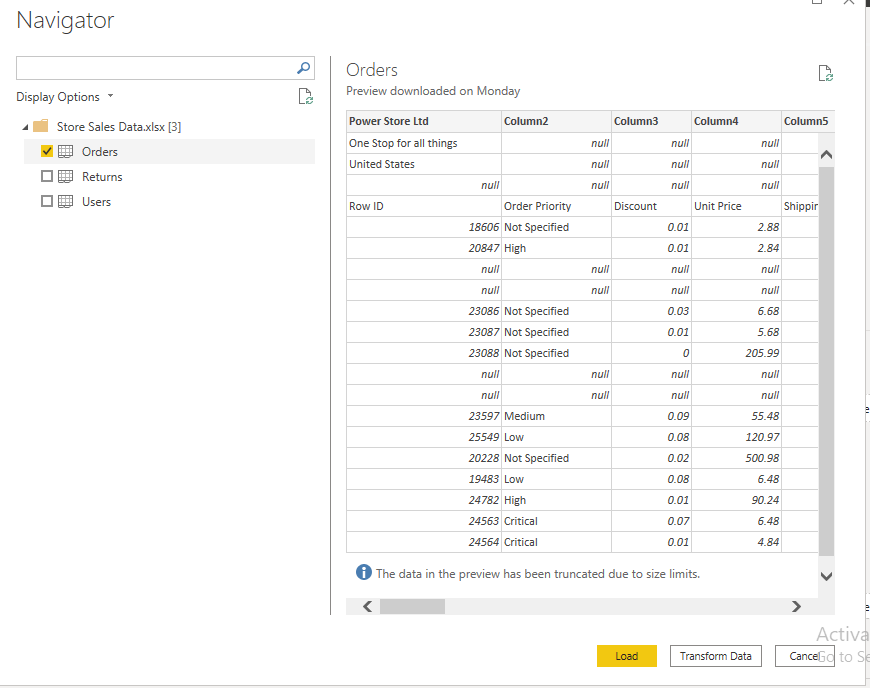 Navigator
Display Options
Store Sales Data.xlsx [3]
Orders
Returns
Users
Orders
Preview downloaded on Monday
Power Store Ltd Column2 Column3 Column4 Column5
One Stop for all things null null null
United States null null null
null null null null
Row ID Order Priority Discount Unit Price Shippin
18606 Not Specified 0.01 2.88
20847 High 0.01 2.84
null null null null
null null null null
23086 Not Specified 0.03 6.68
23087 Not Specified 0.01 5.68
23088 Not Specified 0 205.99
null null null null
null null null null
23597 Medium 0.09 55.48
25549 Low 0.08 120.97
20228 Not Specified 0.02 500.98
19483 Low 0.08 6.48
24782 High 0.01 90.24
24563 Critical 0.07 6.48
24564 Critical 0.01 4.84
The data in the preview has been truncated due to size limits.
Load Transform Data Cancel
Activa
Go to Se